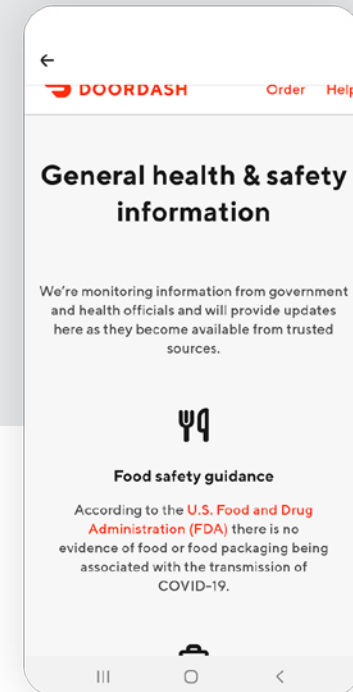 DOORDASH Order Help
General health & safety
information
We're monitoring information from government
and health officials and will provide updates
here as they become available from trusted
sources.
Food safety guidance
According to the U.S. Food and Drug
Administration (FDA) there is no
evidence of food or food packaging being
associated with the transmission of
COVID-19.